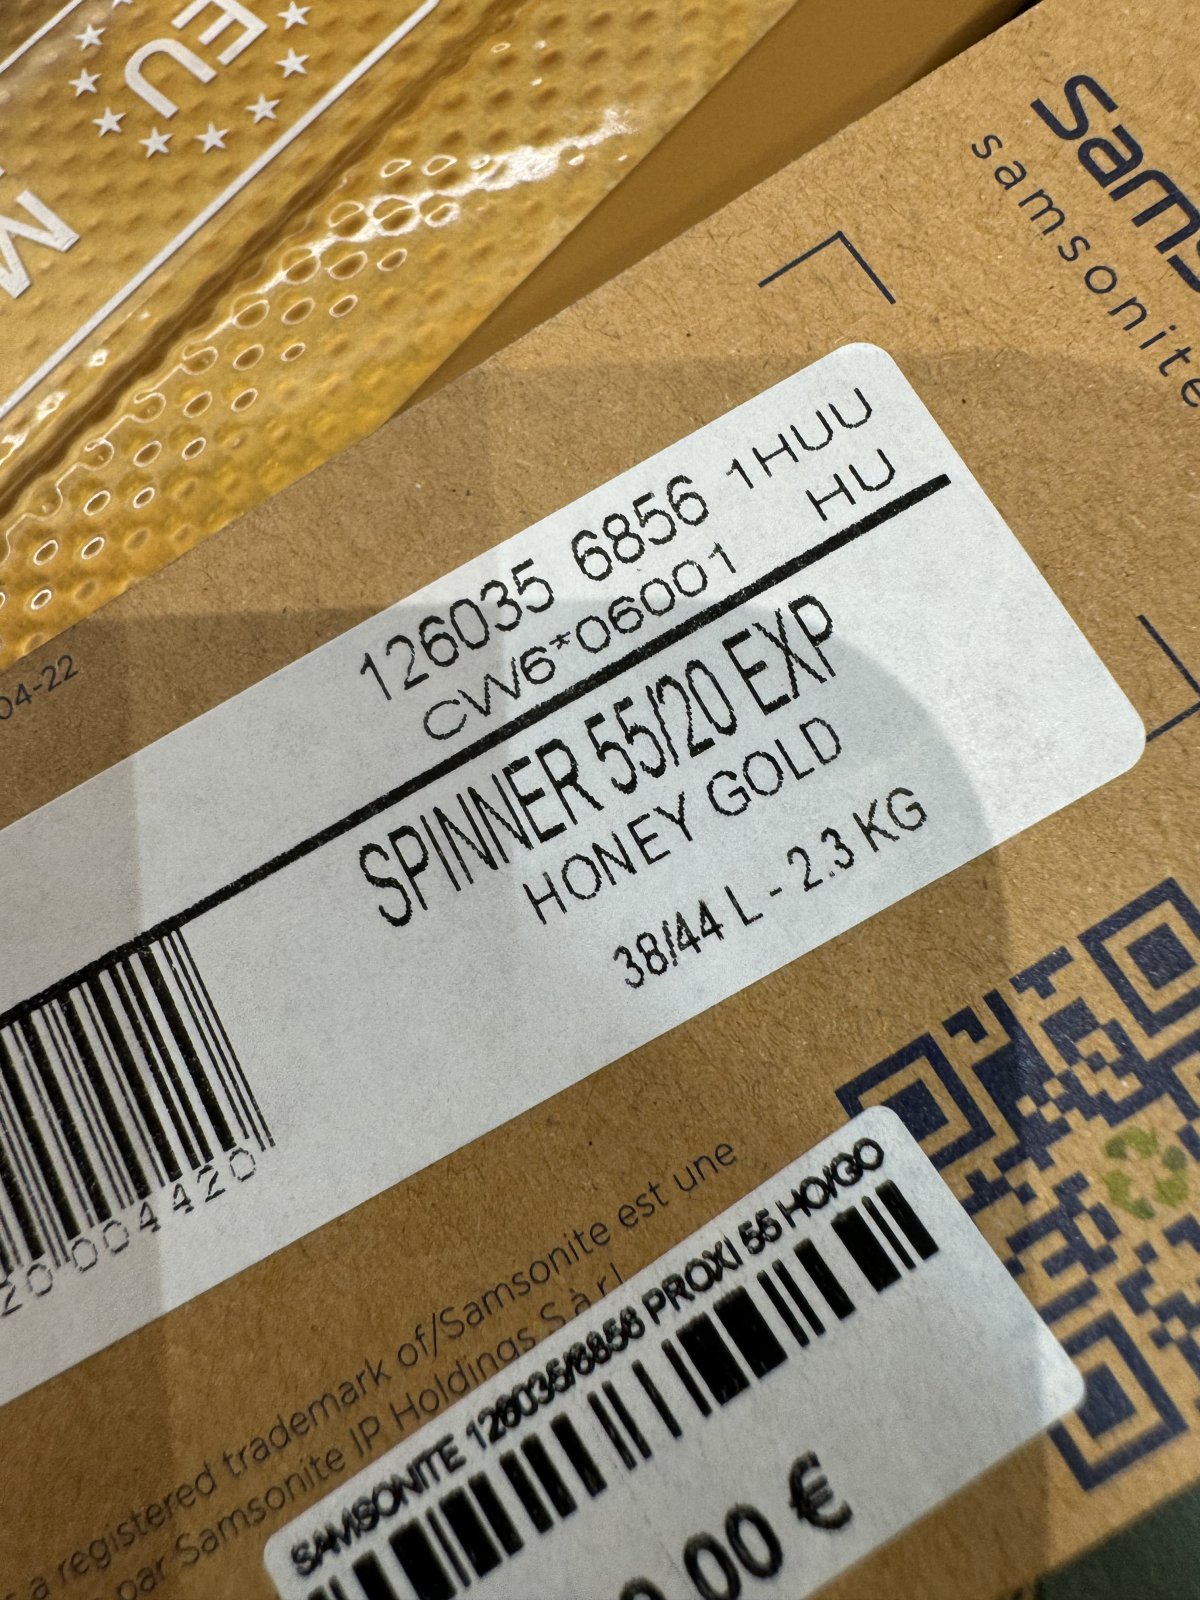 EU
M
sams
samsonite
04-22
126035 6856 1HUU
CW6*06001 HU
SPINNER 55/20 EXP
HONEY GOLD
38/44 L - 2.3 KG
20 004420
a registered trademark of/Samsonite est une
par Samsonite IP Holdings S.à r.l
SAMSONITE 126035/6856 PROXI 55 HO/GO
.00 €